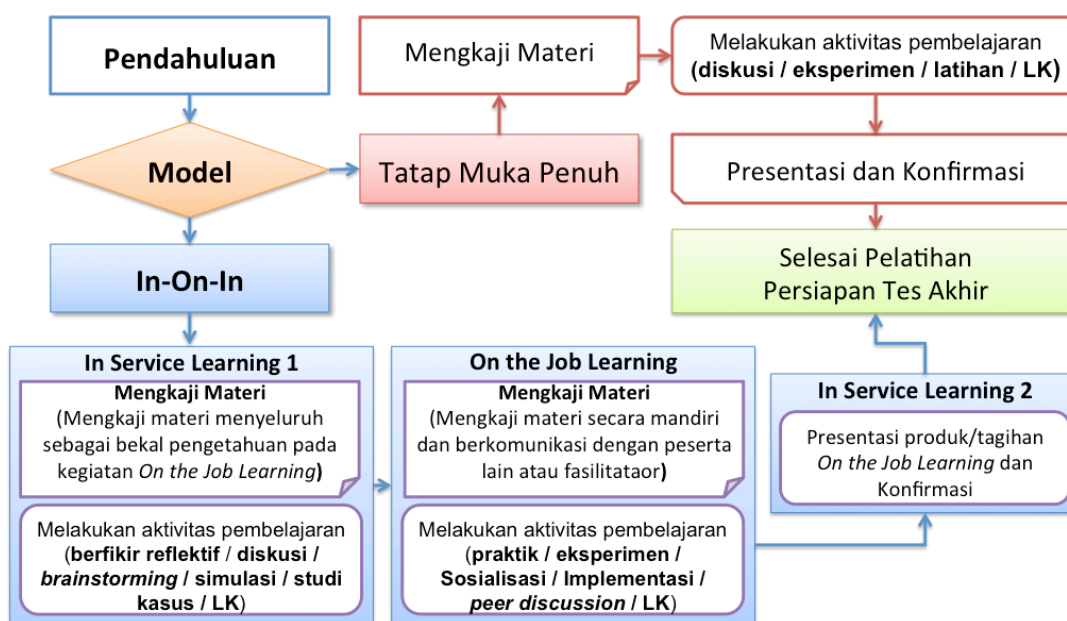 Pendahuluan
Model
Tatap Muka Penuh
Mengkaji Materi
Melakukan aktivitas pembelajaran
(diskusi / eksperimen / latihan / LK)
Presentasi dan Konfirmasi
Selesai Pelatihan
Persiapan Tes Akhir
In-On-In
In Service Learning 1
Mengkaji Materi
(Mengkaji materi menyeluruh
sebagai bekal pengetahuan pada
kegiatan On the Job Learning)
Melakukan aktivitas pembelajaran
(berfikir reflektif / diskusi /
brainstorming / simulasi / studi
kasus / LK)
On the Job Learning
Mengkaji Materi
(Mengkaji materi secara mandiri
dan berkomunikasi dengan peserta
lain atau fasilitataor)
Melakukan aktivitas pembelajaran
(praktik / eksperimen /
Sosialisasi / Implementasi /
peer discussion / LK)
In Service Learning 2
Presentasi produk/tagihan
On the Job Learning dan
Konfirmasi